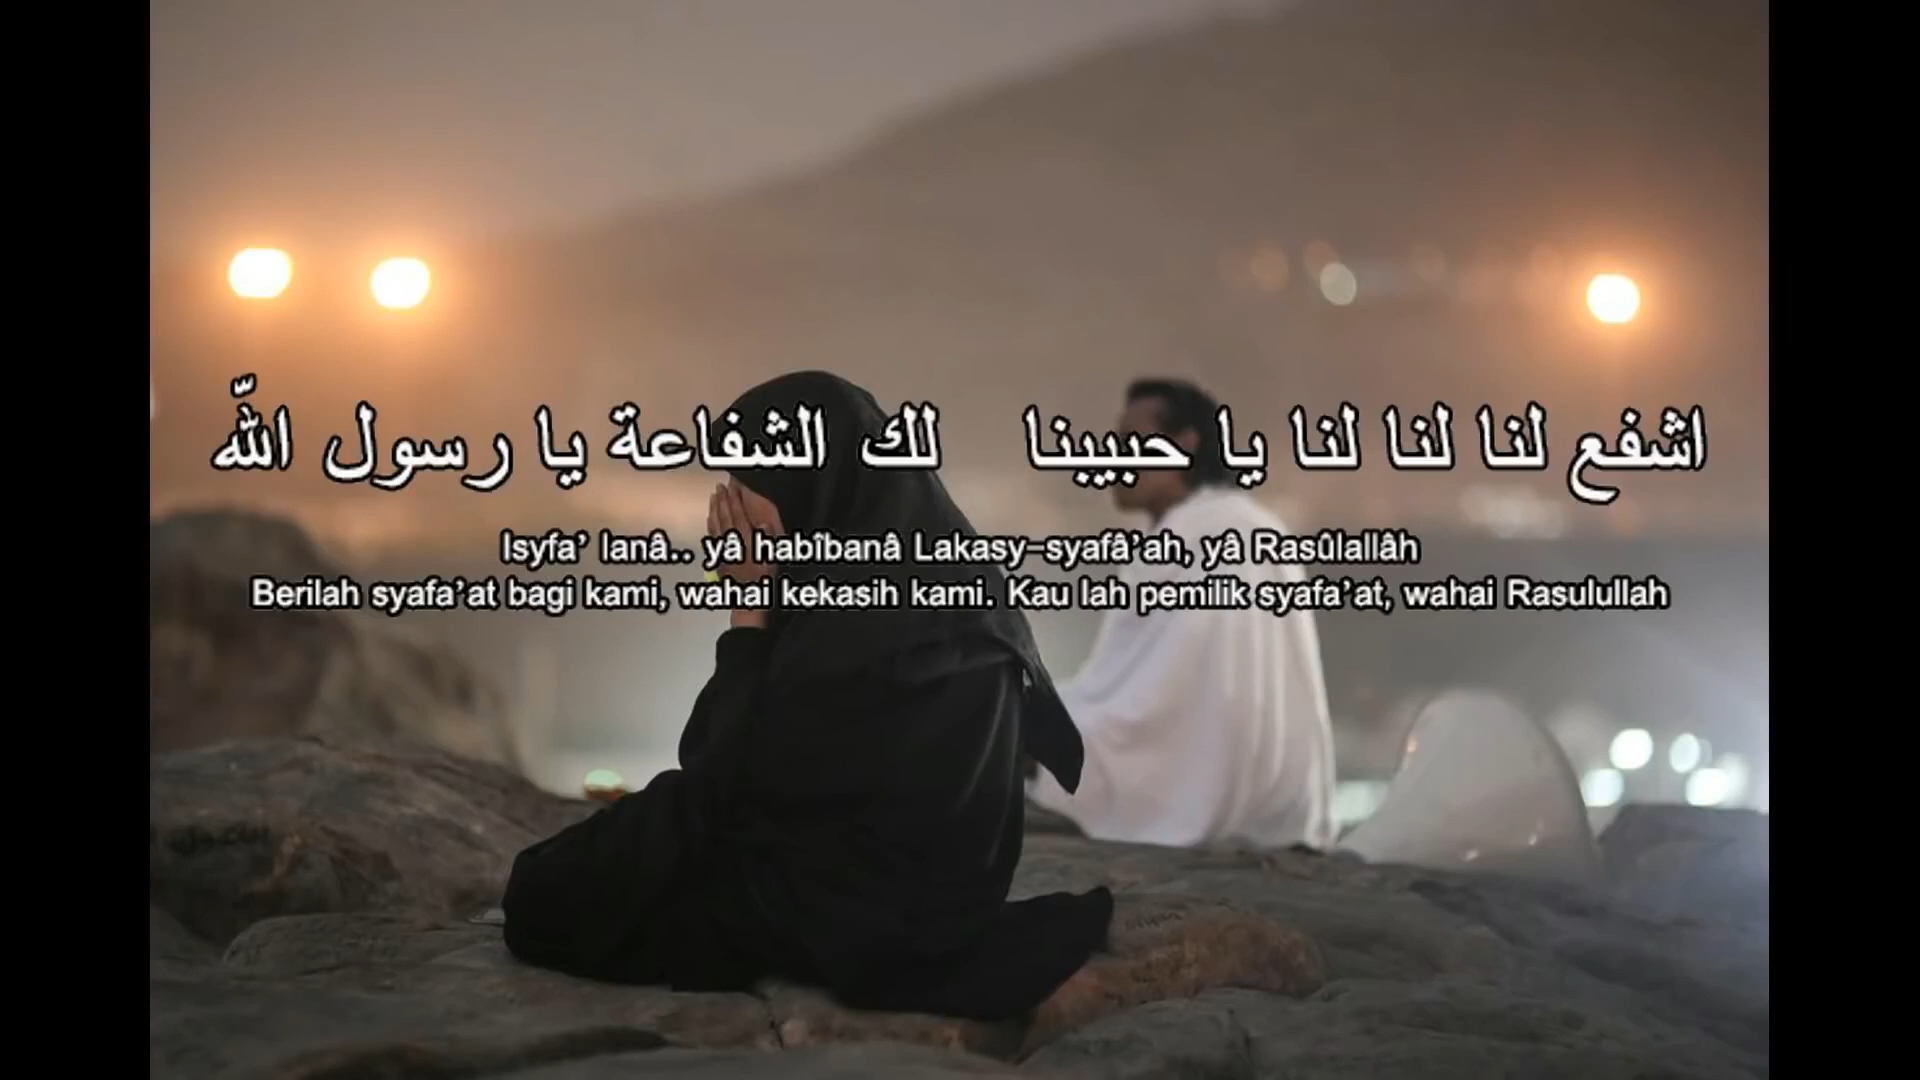 اشفع لنا لنا لنا يا حبيبنا لك الشفاعة يا رسول اللّه
Isyfa’ lanâ.. yâ habîbanâ Lakasy-syafâ’ah, yâ Rasûlallâh
Berilah syafa’at bagi kami, wahai kekasih kami. Kau lah pemilik syafa’at, wahai Rasulullah